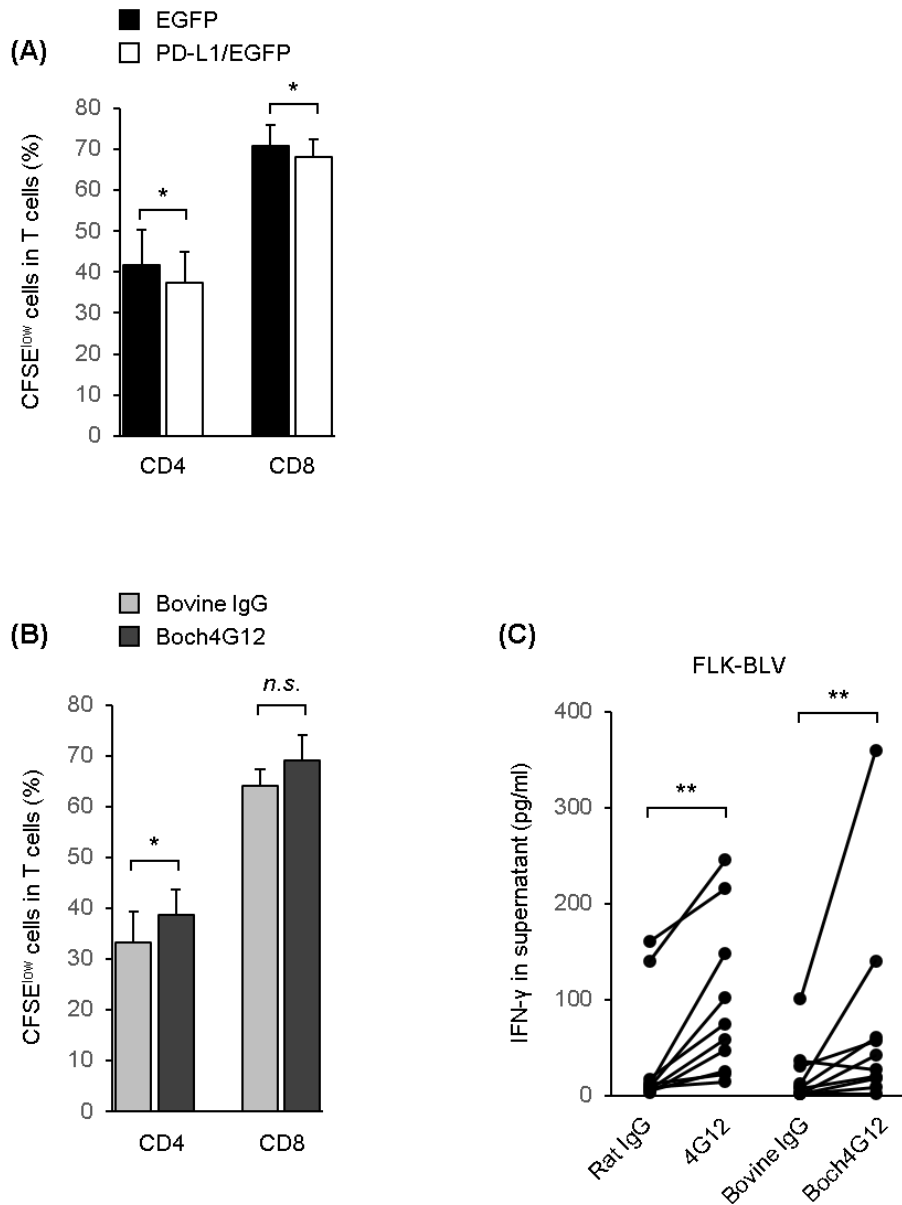 EGFP
(A)
PD-L1/EGFP
CFSElow cells in T cells (%)
80
70
60
50
40
30
20
10
0
*
*
CD4
CD8
Bovine IgG
(B)
Boch4G12
CFSElow cells in T cells (%)
80
70
60
50
40
30
20
10
0
*
n.s.
CD4
CD8
(C)
FLK-BLV
IFN-γ in supernatant (pg/ml)
400
300
200
100
0
**
**
Rat IgG
4G12
Bovine IgG
Boch4G12